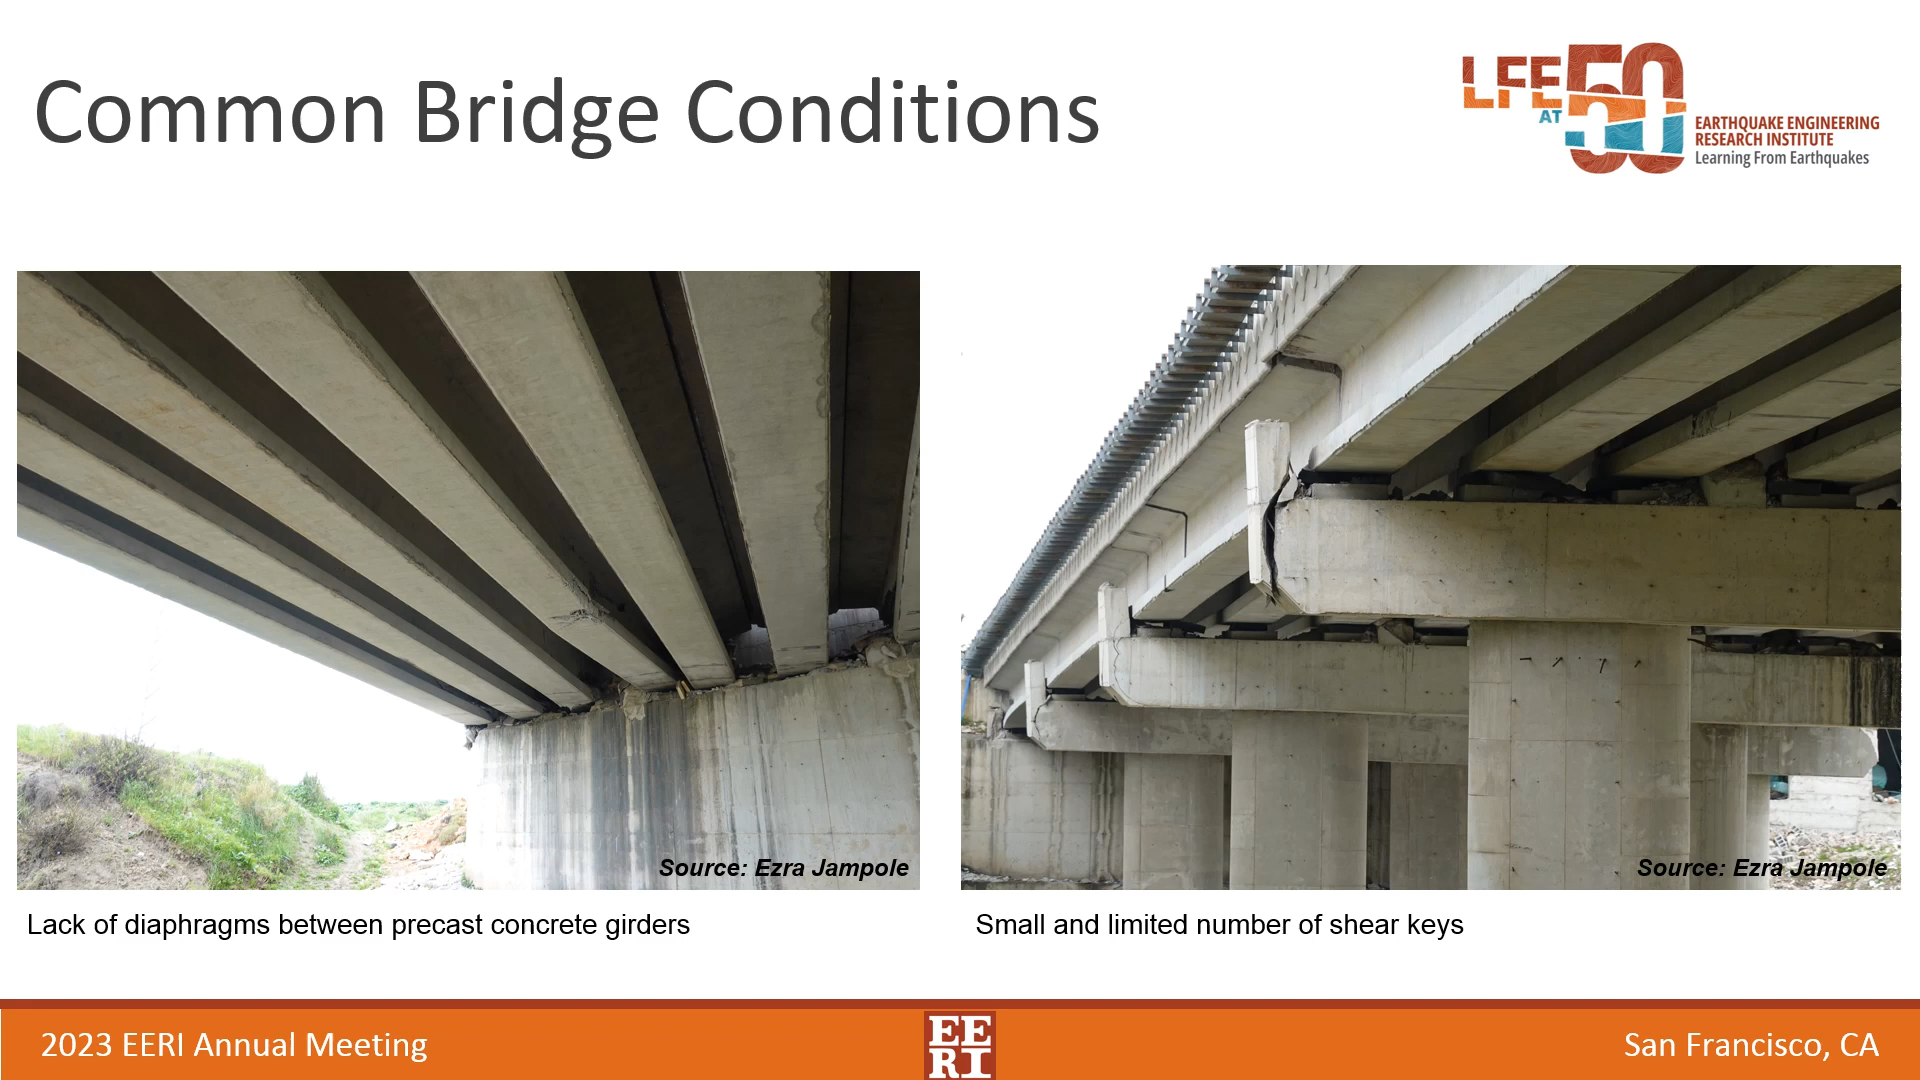 Common Bridge Conditions
LFE
AT
50
EARTHQUAKE ENGINEERING
RESEARCH INSTITUTE
Learning From Earthquakes
Source: Ezra Jampole
Source: Ezra Jampole
Lack of diaphragms between precast concrete girders
Small and limited number of shear keys
2023 EERI Annual Meeting
EE
RI
San Francisco, CA